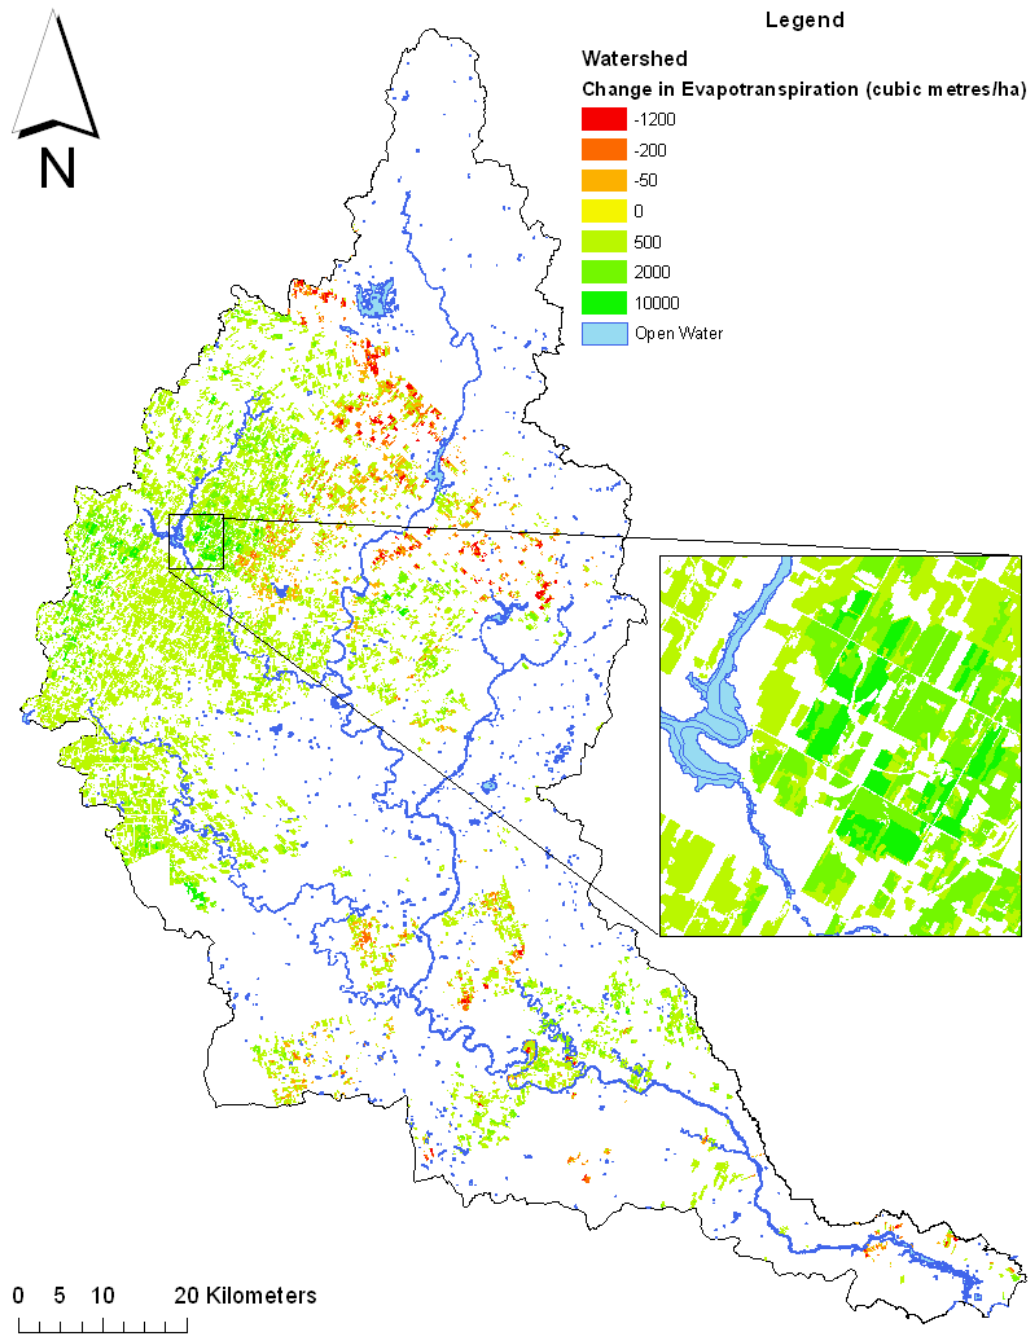 Legend
Watershed
Change in Evapotranspiration (cubic metres/ha)
-1200
-200
-50
0
500
2000
10000
Open Water
N
0 5 10 20 Kilometers